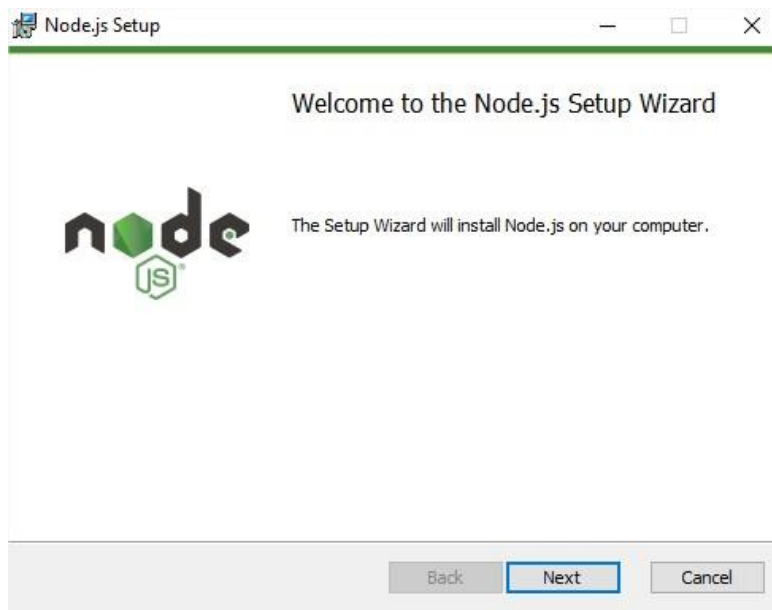 Node.js Setup
Welcome to the Node.js Setup Wizard
node
JS®
The Setup Wizard will install Node.js on your computer.
Back Next Cancel